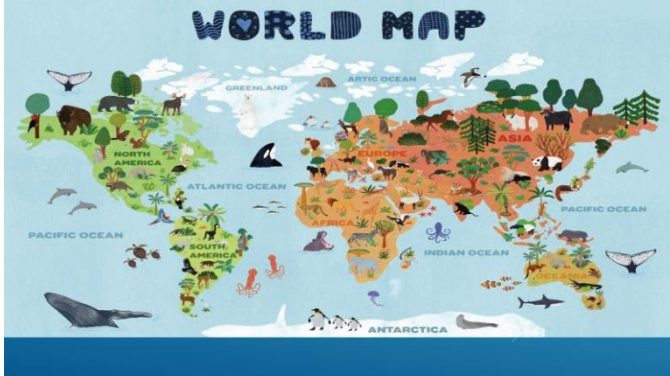 WORLD MAP
ARTIC OCEAN
GREENLAND
NORTH
AMERICA
EUROPE
ASIA
ATLANTIC OCEAN
PACIFIC OCEAN
AFRICA
PACIFIC OCEAN
SOUTH
AMERICA
INDIAN OCEAN
OCEANIA
ANTARCTICA